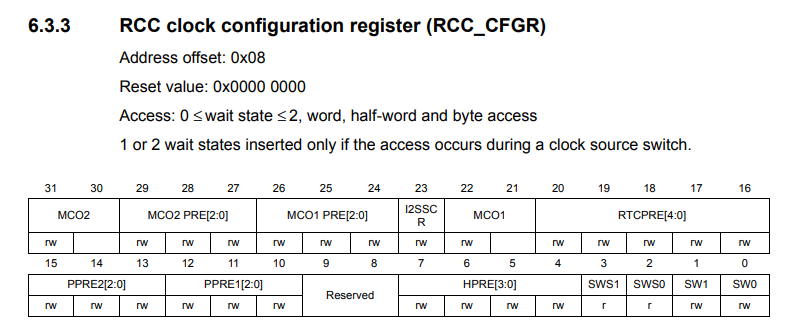 6.3.3 RCC clock configuration register (RCC_CFGR)
Address offset: 0x08
Reset value: 0x0000 0000
Access: 0 ≤ wait state ≤ 2, word, half-word and byte access
1 or 2 wait states inserted only if the access occurs during a clock source switch.
31 30 29 28 27 26 25 24 23 22 21 20 19 18 17 16
MCO2 MCO2 PRE[2:0] MCO1 PRE[2:0] I2SSC MCO1 RTCPRE[4:0]
R
rw rw rw rw rw rw rw rw rw rw rw rw rw rw
15 14 13 12 11 10 9 8 7 6 5 4 3 2 1 0
PPRE2[2:0] PPRE1[2:0] Reserved HPRE[3:0] SWS1 SWS0 SW1 SW0
rw rw rw rw rw rw rw rw rw rw r r rw rw